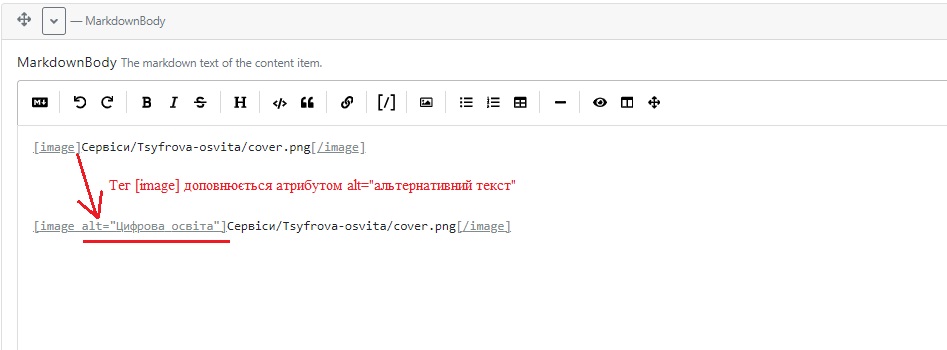 — MarkdownBody
MarkdownBody The markdown text of the content item.
[image]Сервіси/Tsyfrova-osvita/cover.png[/image]
Тег [image] доповнюється атрибутом alt="альтернативний текст"
[image alt="Цифрова освіта"]Сервіси/Tsyfrova-osvita/cover.png[/image]